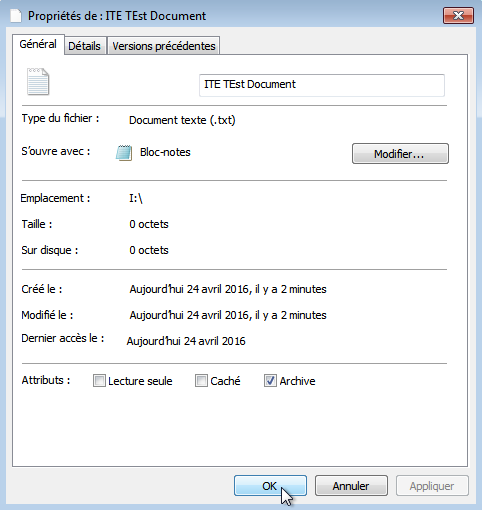 Propriétés de : ITE TEst Document
Général Détails Versions précédentes
ITE TEst Document
Type du fichier : Document texte (.txt)
S'ouvre avec : Bloc-notes Modifier...
Emplacement : I:\
Taille : 0 octets
Sur disque : 0 octets
Créé le : Aujourd'hui 24 avril 2016, il y a 2 minutes
Modifié le : Aujourd'hui 24 avril 2016, il y a 2 minutes
Dernier accès le : Aujourd'hui 24 avril 2016
Attributs : Lecture seule Caché Archive
OK Annuler Appliquer